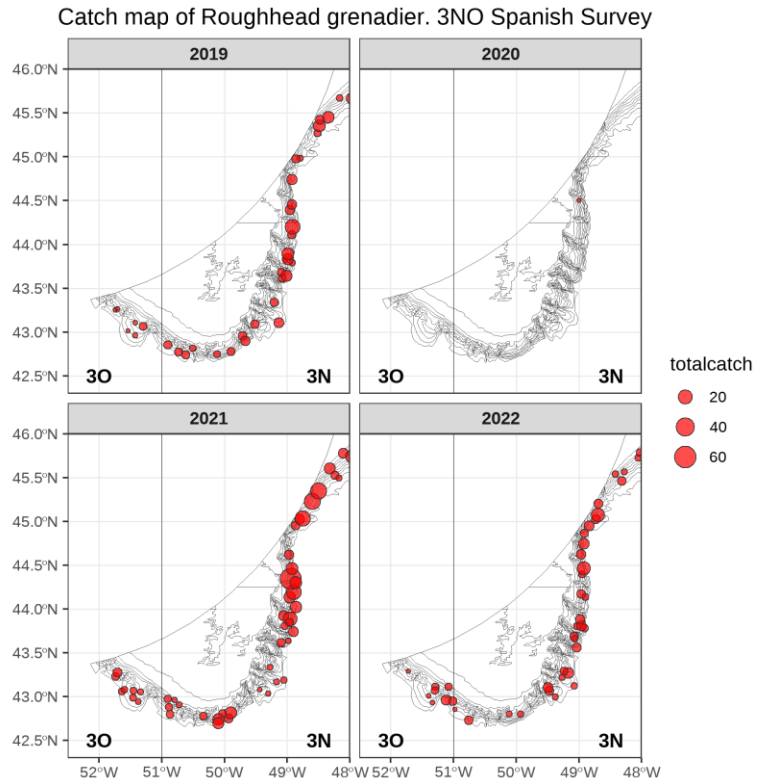 Catch map of Roughhead grenadier. 3NO Spanish Survey
2019
2020
46.0°N
45.5°N
45.0°N
44.5°N
44.0°N
43.5°N
43.0°N
42.5°N
3O
3N
3O
3N
totalcatch
20
40
60
2021
2022
46.0°N
45.5°N
45.0°N
44.5°N
44.0°N
43.5°N
43.0°N
42.5°N
3O
3N
3O
3N
52°W 51°W 50°W 49°W 48°W 52°W 51°W 50°W 49°W 48°W